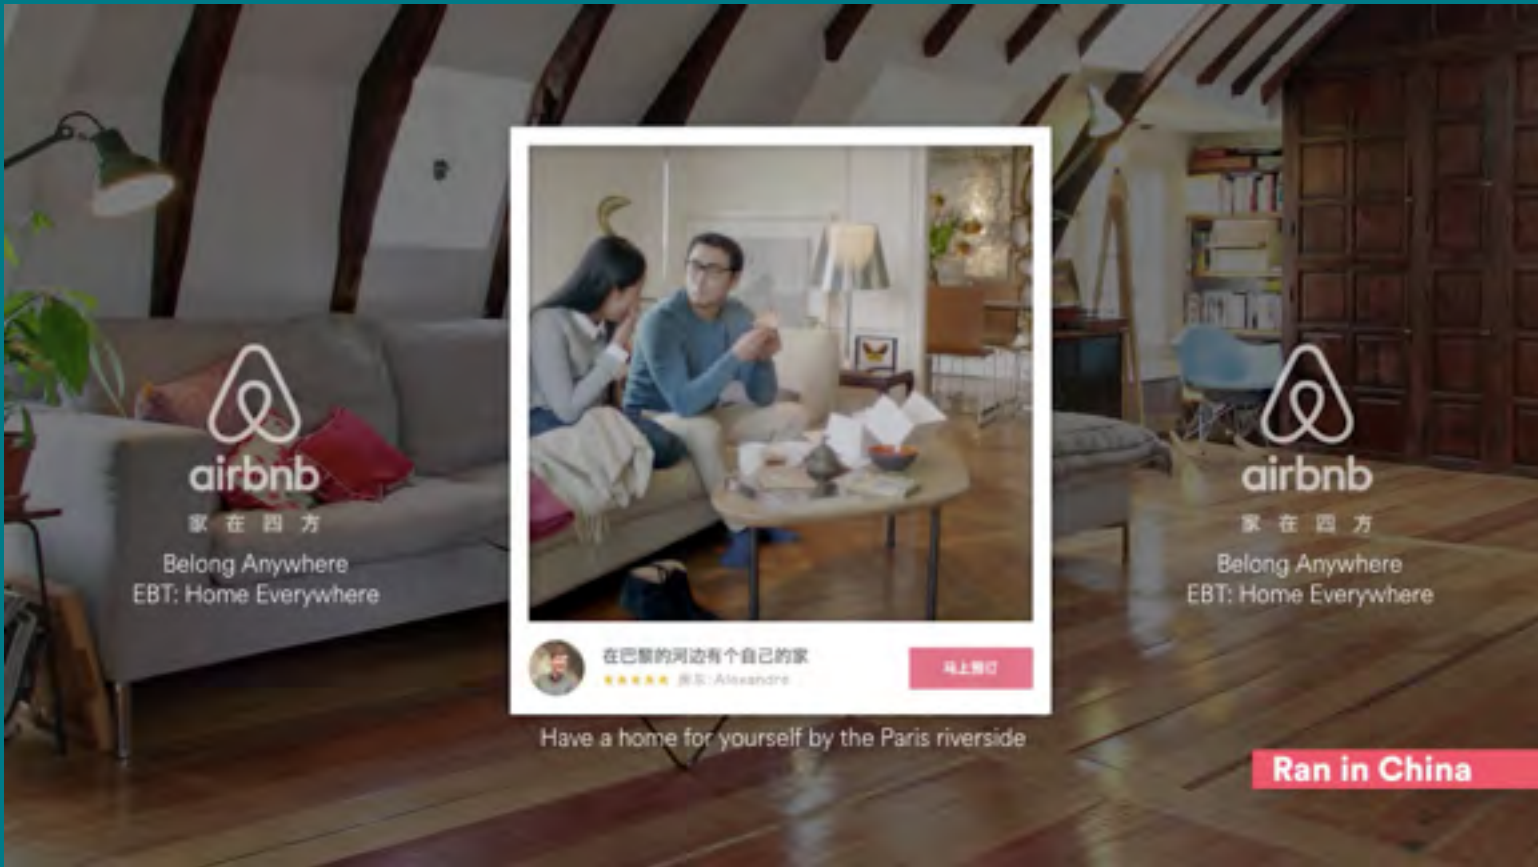 airbnb
家在四方
Belong Anywhere
EBT: Home Everywhere
在巴黎的河边有个自己的家
房东:Alexandre
马上预订
Have a home for yourself by the Paris riverside
airbnb
家在四方
Belong Anywhere
EBT: Home Everywhere
Ran in China